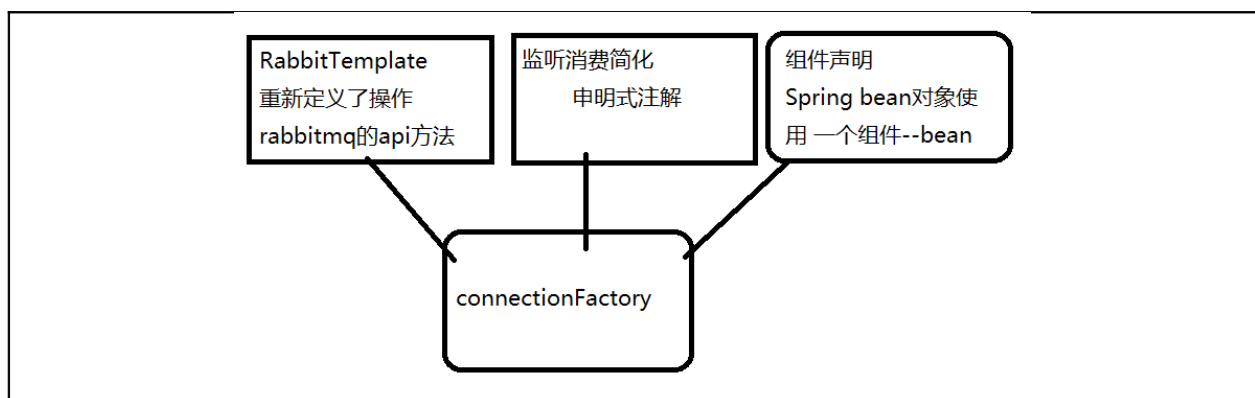 RabbitTemplate
重新定义了操作
rabbitmq的api方法
监听消费简化
申明式注解
组件声明
Spring bean对象使
用 一个组件--bean
connectionFactory